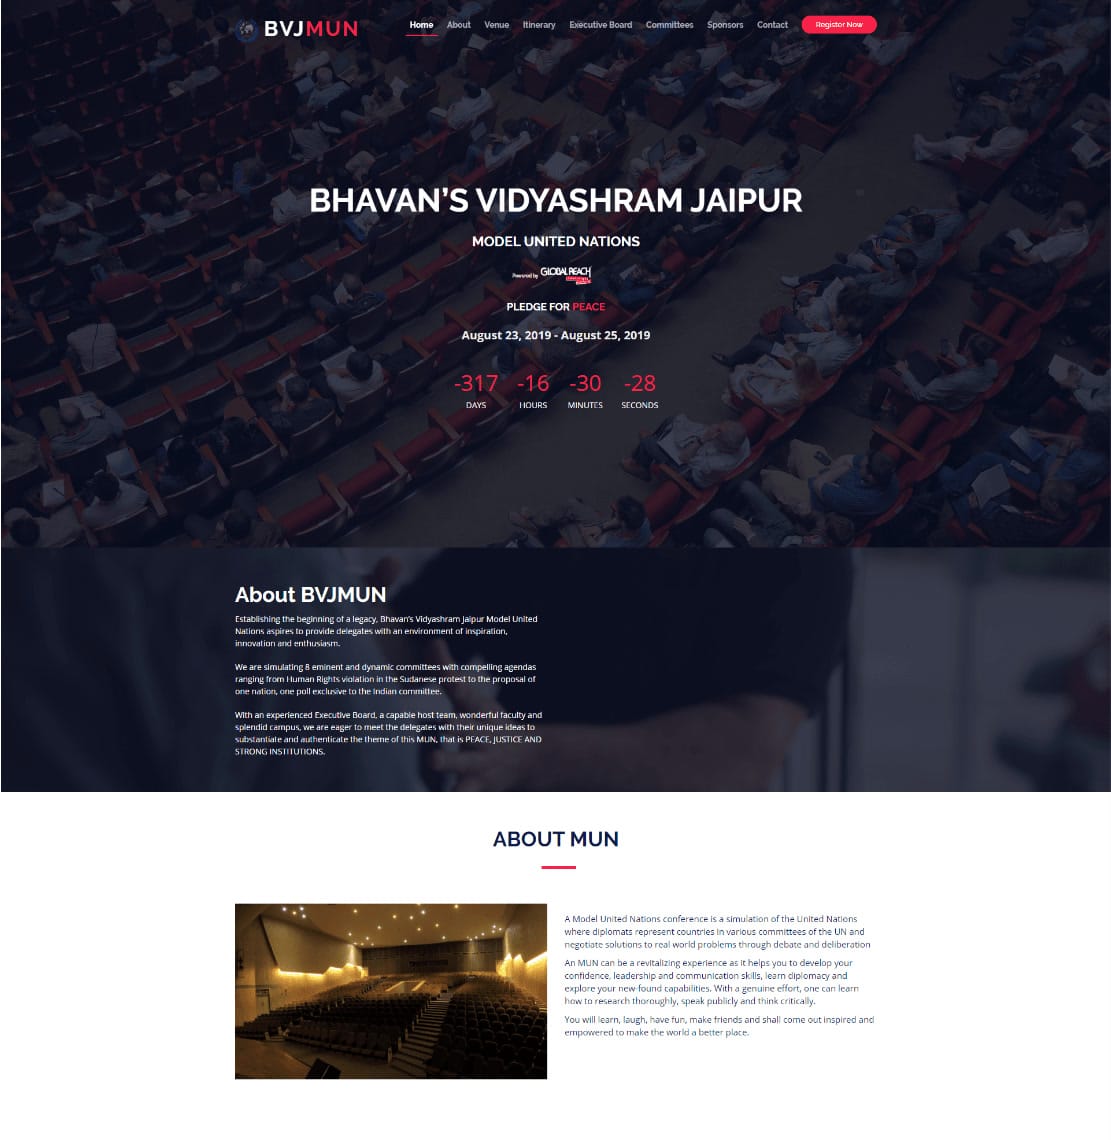 BVJMUN
Home About Venue Itinerary Executive Board Committees Sponsors Contact Register Now
BHAVAN'S VIDYASHRAM JAIPUR
MODEL UNITED NATIONS
Powered by GLOBAL REACH
PLEDGE FOR PEACE
August 23, 2019 - August 25, 2019
-317 -16 -30 -28
DAYS HOURS MINUTES SECONDS
About BVJMUN
Establishing the beginning of a legacy, Bhavan's Vidyashram Jaipur Model United
Nations aspires to provide delegates with an environment of inspiration,
innovation and enthusiasm.
We are simulating 8 eminent and dynamic committees with compelling agendas
ranging from Human Rights violation in the Sudanese protest to the proposal of
one nation, one poll exclusive to the Indian committee.
With an experienced Executive Board, a capable host team, wonderful faculty and
splendid campus, we are eager to meet the delegates with their unique ideas to
substantiate and authenticate the theme of this MUN, that is PEACE, JUSTICE AND
STRONG INSTITUTIONS.
ABOUT MUN
A Model United Nations conference is a simulation of the United Nations
where diplomats represent countries in various committees of the UN and
negotiate solutions to real world problems through debate and deliberation
An MUN can be a revitalizing experience as it helps you to develop your
confidence, leadership and communication skills, learn diplomacy and
explore your new-found capabilities. With a genuine effort, one can learn
how to research thoroughly, speak publicly and think critically.
You will learn, laugh, have fun, make friends and shall come out inspired and
empowered to make the world a better place.